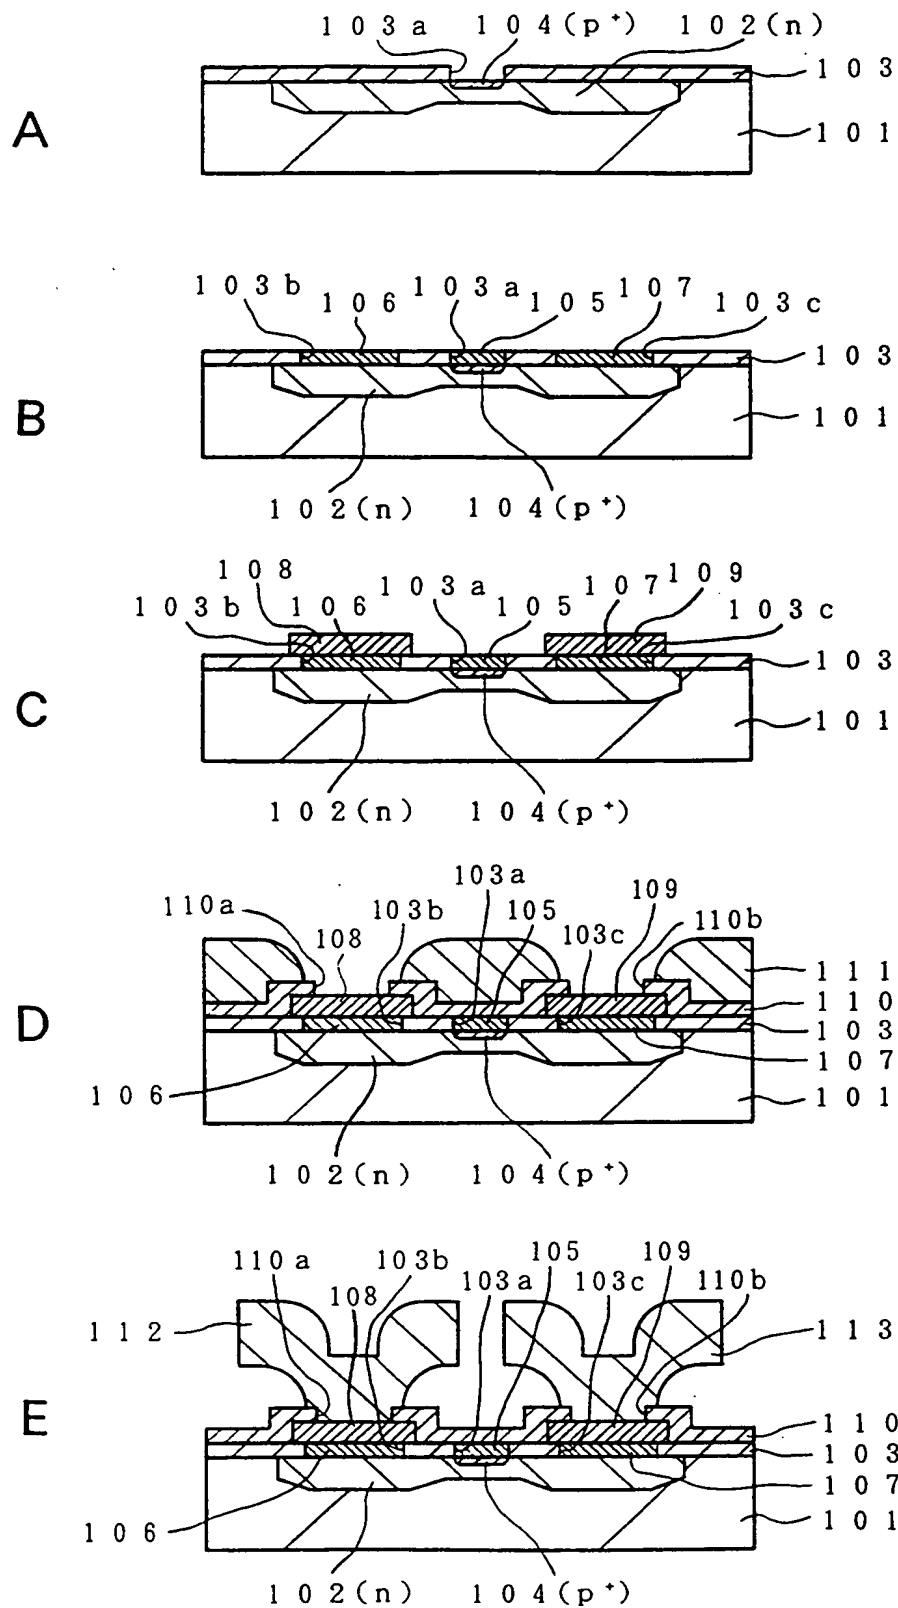 103a 104(p⁺) 102(n)
103
A
101
103b 106 103a 105 107 103c
103
B
101
102(n) 104(p⁺)
108 103a 107 109
103b 106 105 103c
103
C
101
102(n) 104(p⁺)
103a
110a 103b 105 109 110b
108 103c
111
110
D
103
107
106 101
102(n) 104(p⁺)
110a 103b 105 109
108 103a 103c 110b
112 113
E
110
103
107
106 101
102(n) 104(p⁺)